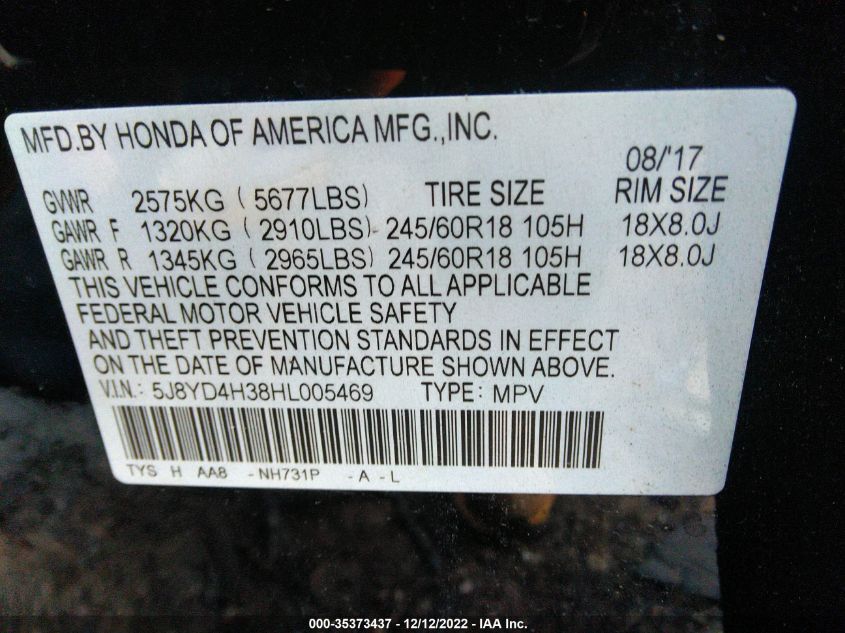 MFD.BY HONDA OF AMERICA MFG.,INC.
08/'17
GVWR 2575KG ( 5677LBS) TIRE SIZE RIM SIZE
GAWR F 1320KG ( 2910LBS) 245/60R18 105H 18X8.0J
GAWR R 1345KG ( 2965LBS) 245/60R18 105H 18X8.0J
THIS VEHICLE CONFORMS TO ALL APPLICABLE
FEDERAL MOTOR VEHICLE SAFETY
AND THEFT PREVENTION STANDARDS IN EFFECT
ON THE DATE OF MANUFACTURE SHOWN ABOVE.
V.I.N.: 5J8YD4H38HL005469 TYPE: MPV
TYS H AA8 - NH731P - A - L
000-35373437 - 12/12/2022 - IAA Inc.